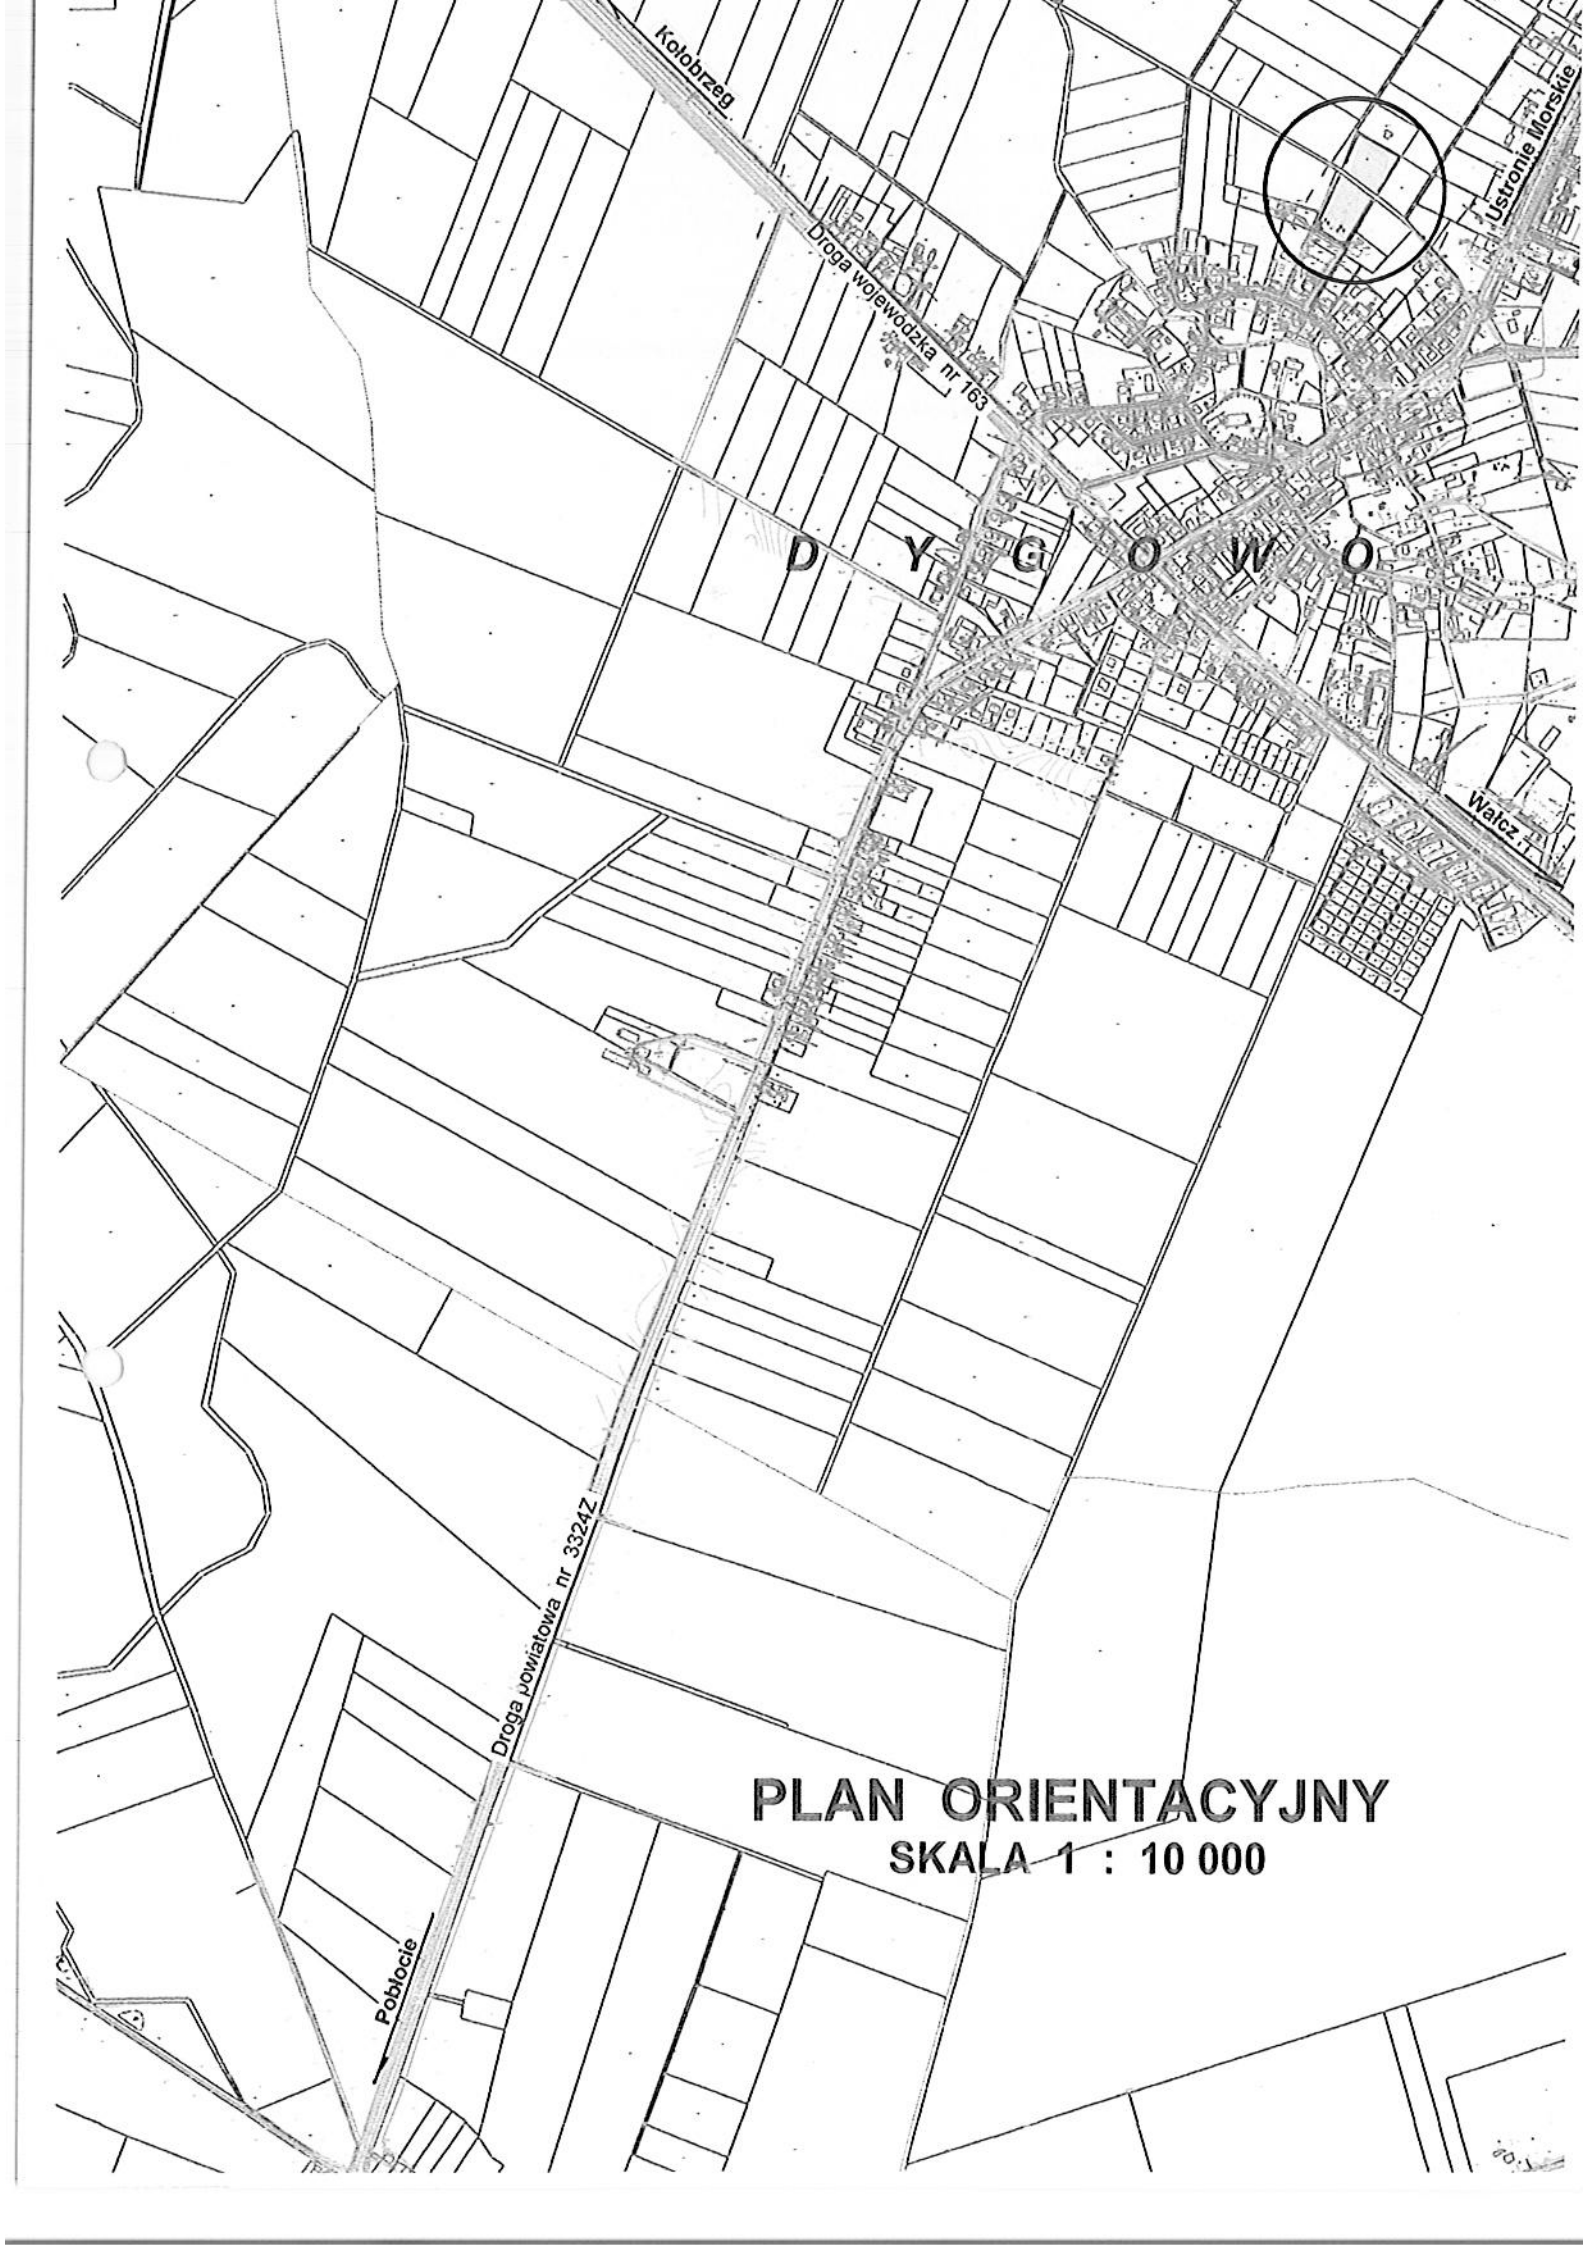 Kołobrzeg
Ustronie Morskie
Droga wojewódzka nr 163
DYGOWO
Wałcz
Droga powiatowa nr 3324Z
PLAN ORIENTACYJNY
SKALA 1 : 10 000
Pobłocie